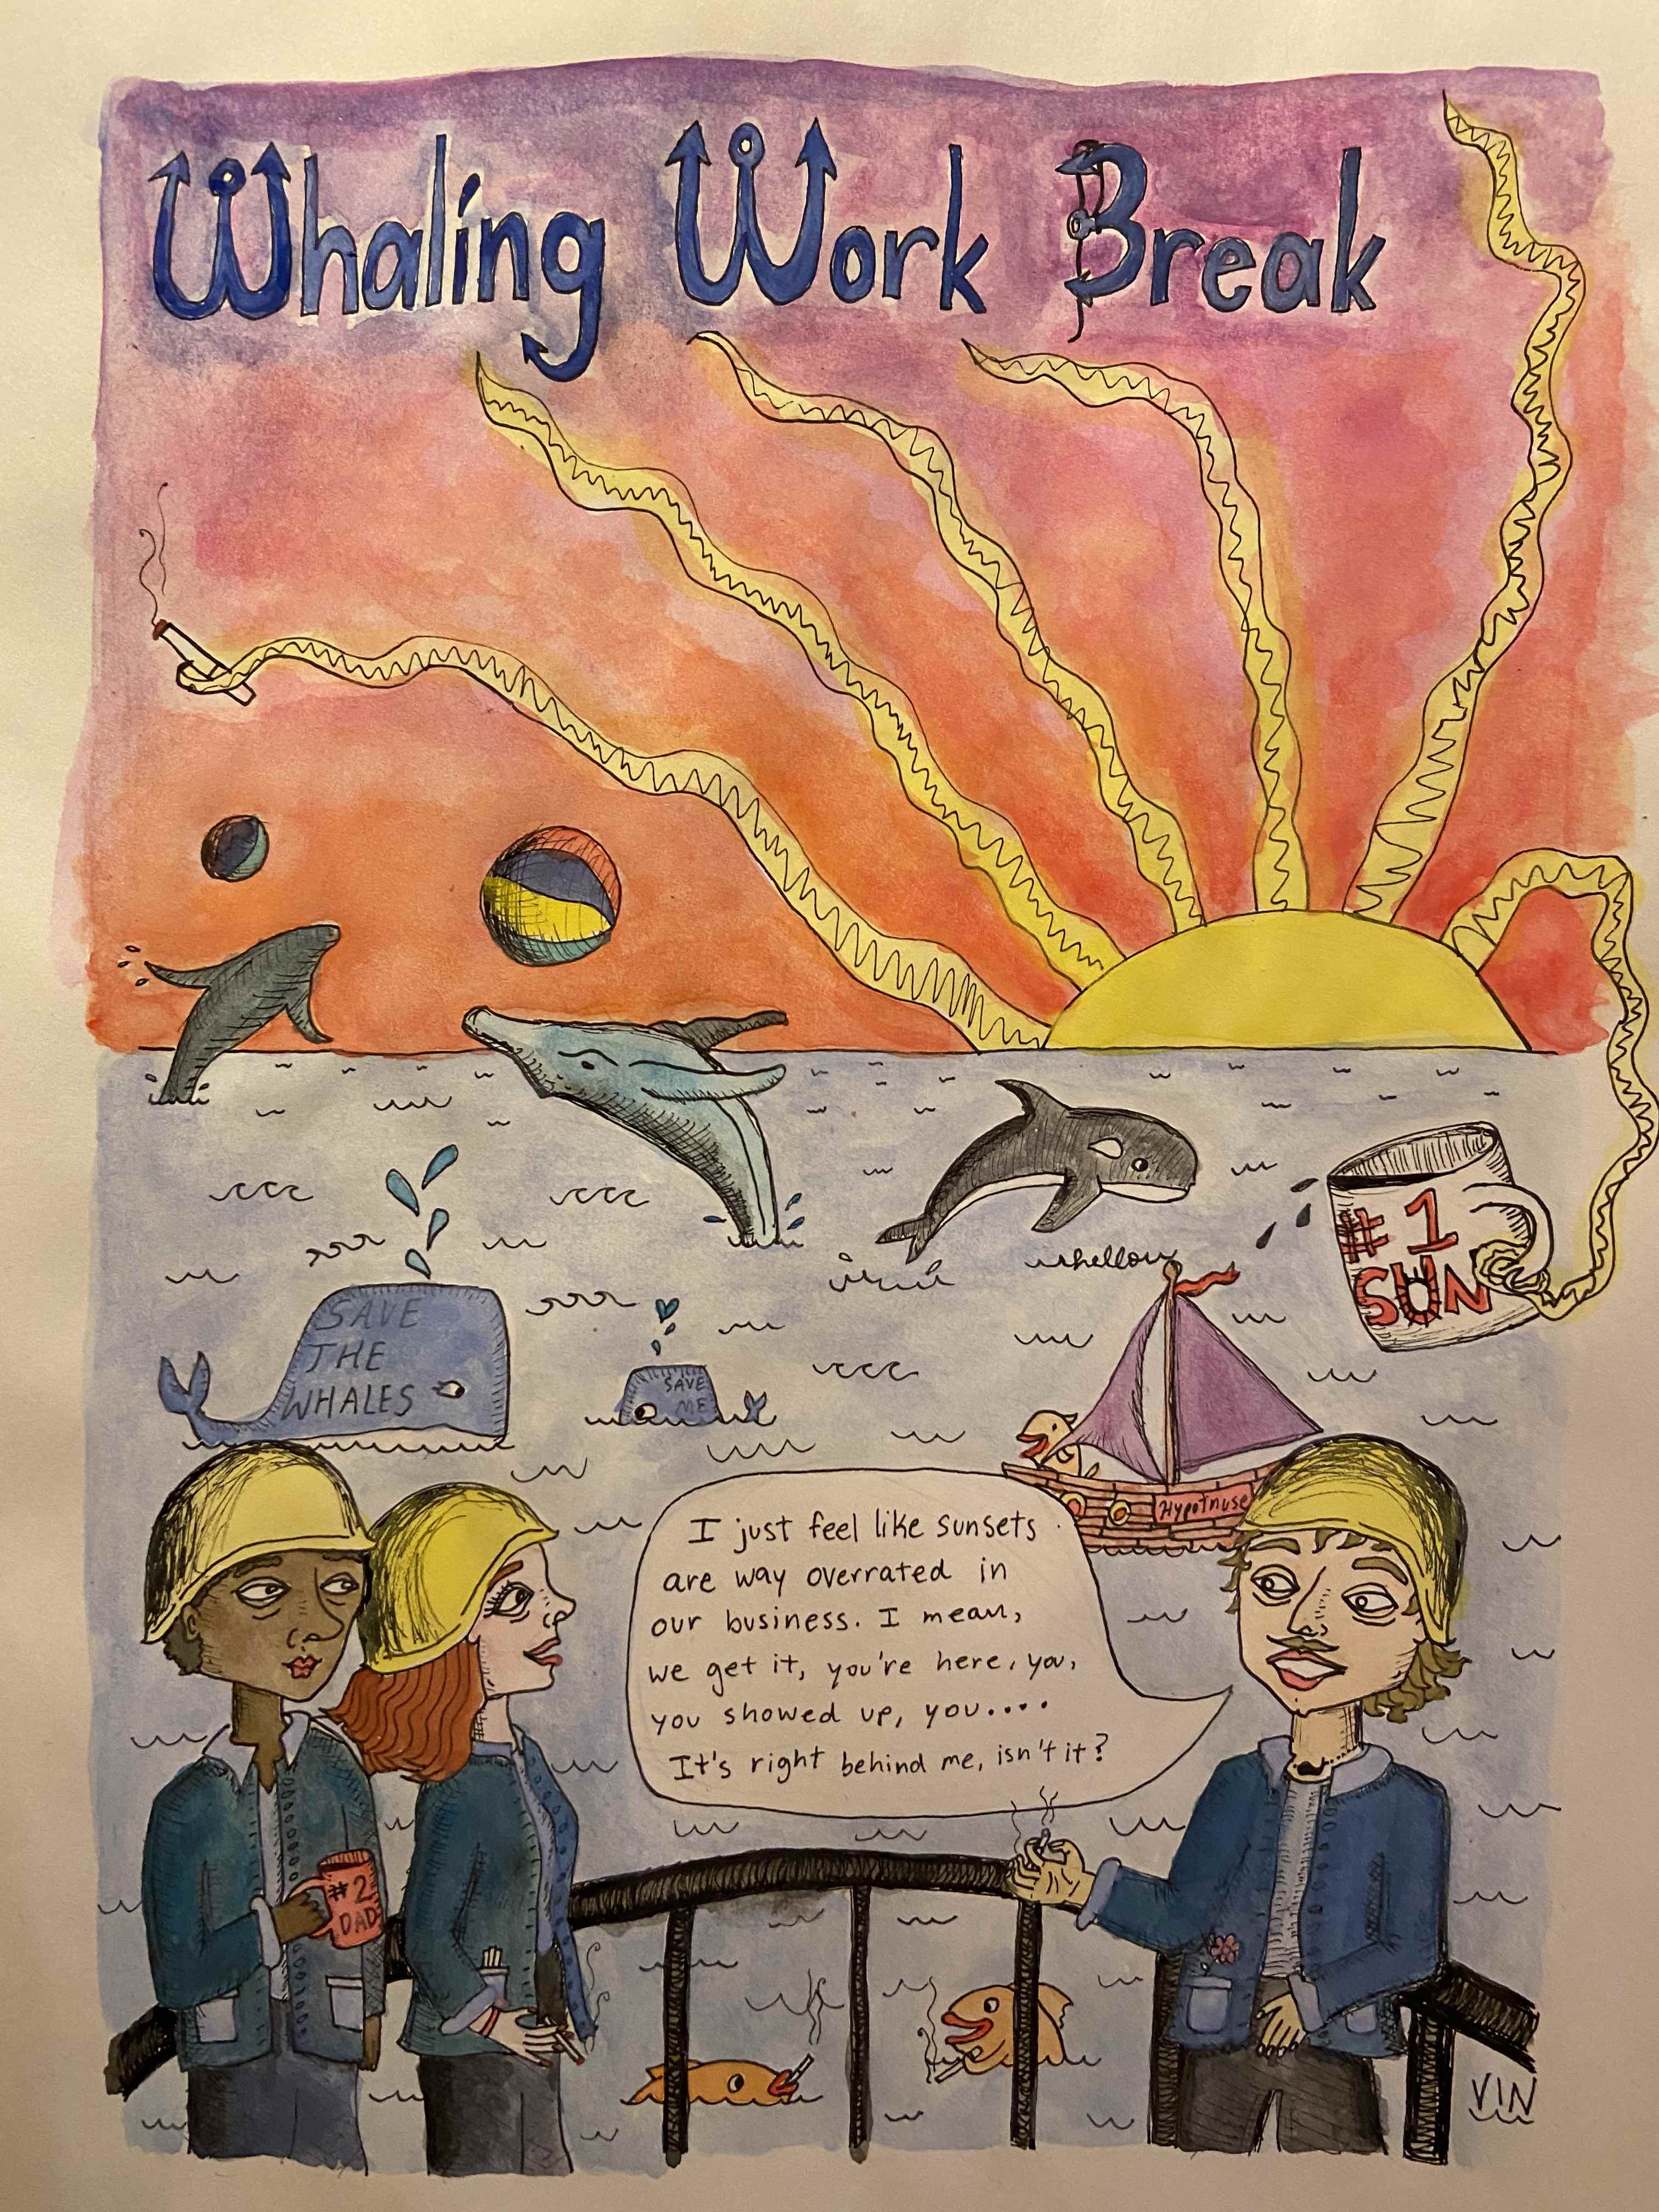 Whaling Work Break
#1
SUN
hellow
SAVE
THE
WHALES
SAVE
ME
Hypotnuse
I just feel like sunsets
are way overrated in
our business. I mean,
we get it, you're here, you,
you showed up, you....
It's right behind me, isn't it?
#2
DAD
VIN